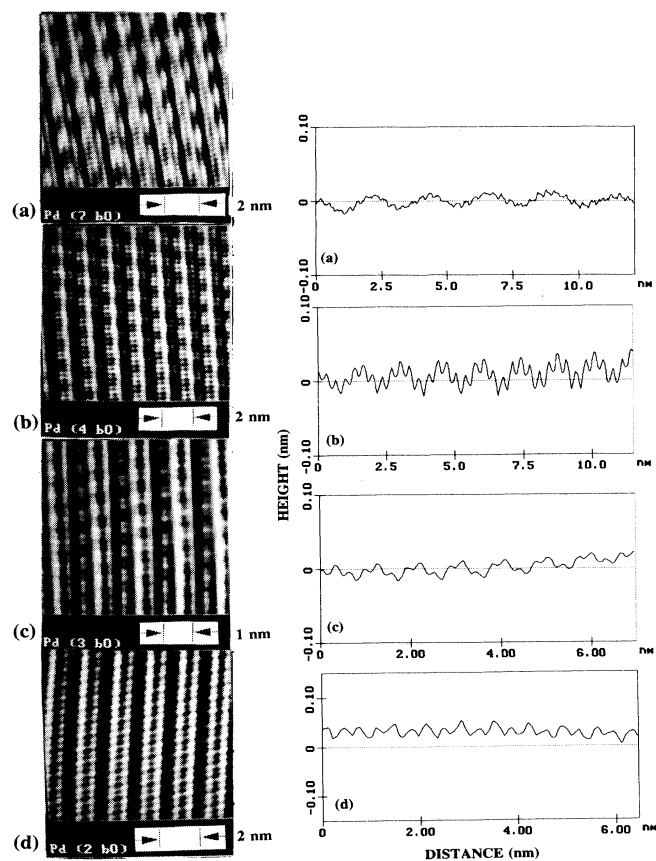 (a)
Pd (7 b0)
2 nm
(b)
Pd (4 b0)
2 nm
(c)
Pd (3 b0)
1 nm
(d)
Pd (2 b0)
2 nm
HEIGHT (nm)
0.10
0
-0.10
(a)
0
2.5
5.0
7.5
10.0
nM
0.10
0
-0.10
(b)
0
2.5
5.0
7.5
10.0
nM
0.10
0
-0.10
(c)
0
2.00
4.00
6.00
nM
0.10
0
-0.10
(d)
0
2.00
4.00
6.00
nM
DISTANCE (nm)